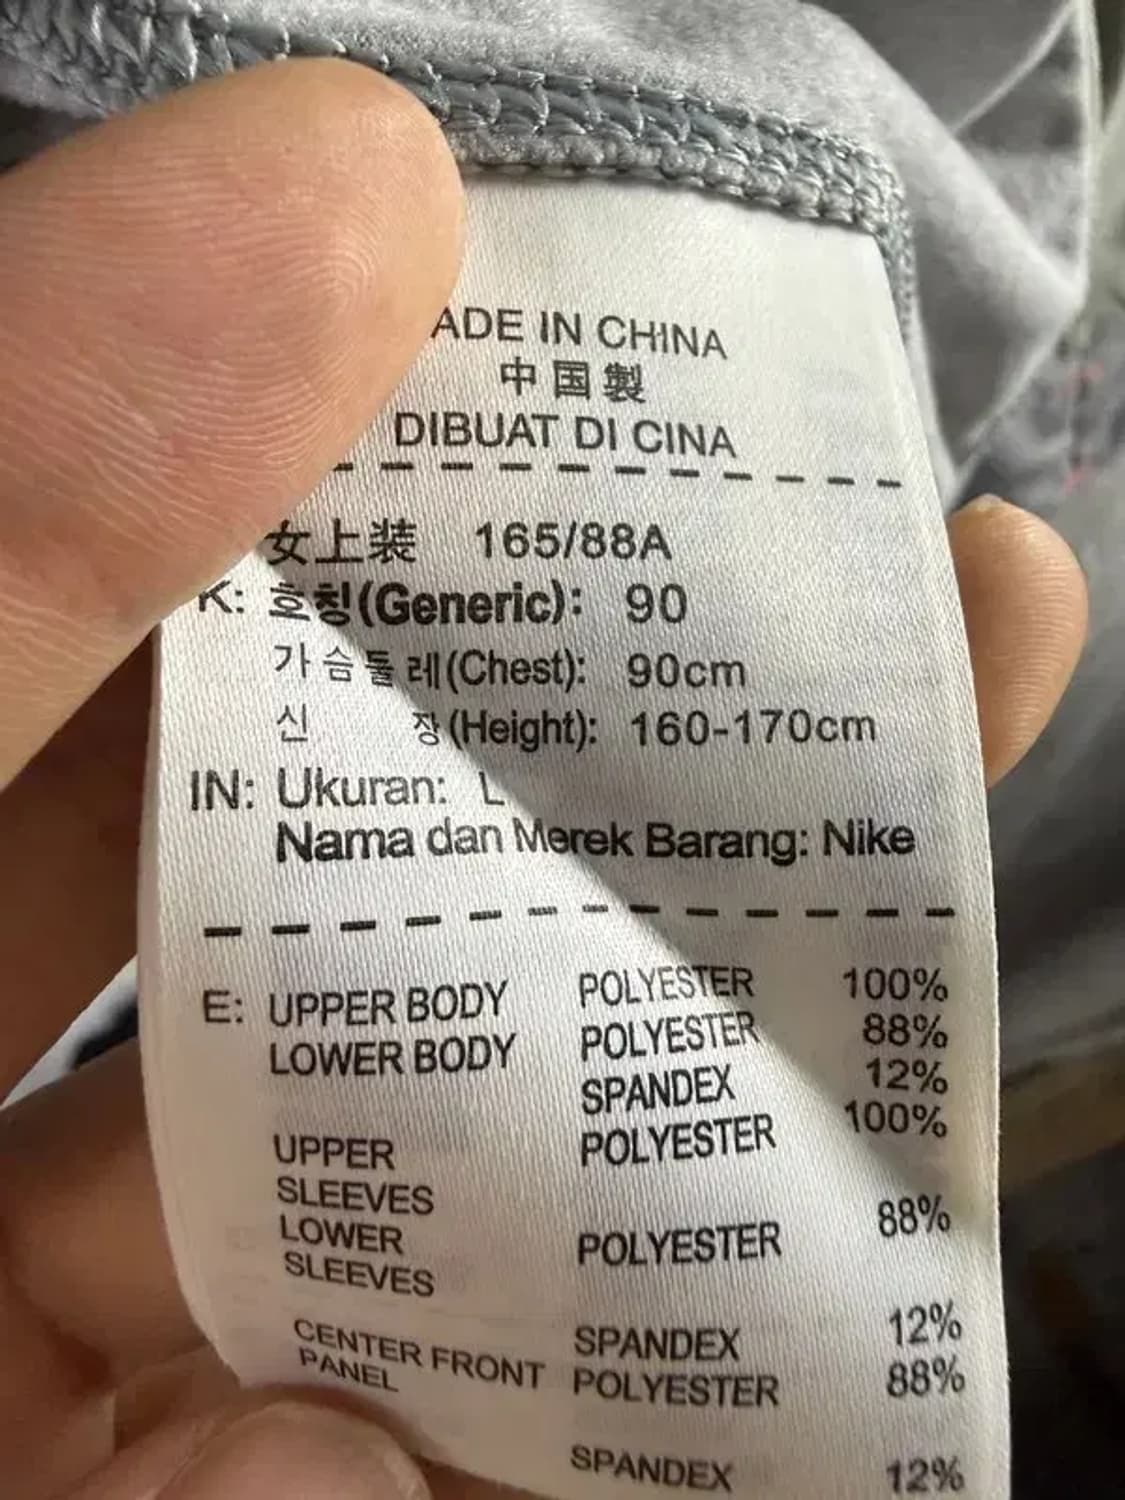 ADE IN CHINA
中国製
DIBUAT DI CINA
女上装 165/88A
K: 호칭(Generic): 90
가슴둘레(Chest): 90cm
신 장(Height): 160-170cm
IN: Ukuran: L
Nama dan Merek Barang: Nike
E: UPPER BODY POLYESTER 100%
LOWER BODY POLYESTER 88%
SPANDEX 12%
UPPER POLYESTER 100%
SLEEVES
LOWER POLYESTER 88%
SLEEVES
SPANDEX 12%
CENTER FRONT POLYESTER 88%
PANEL
SPANDEX 12%